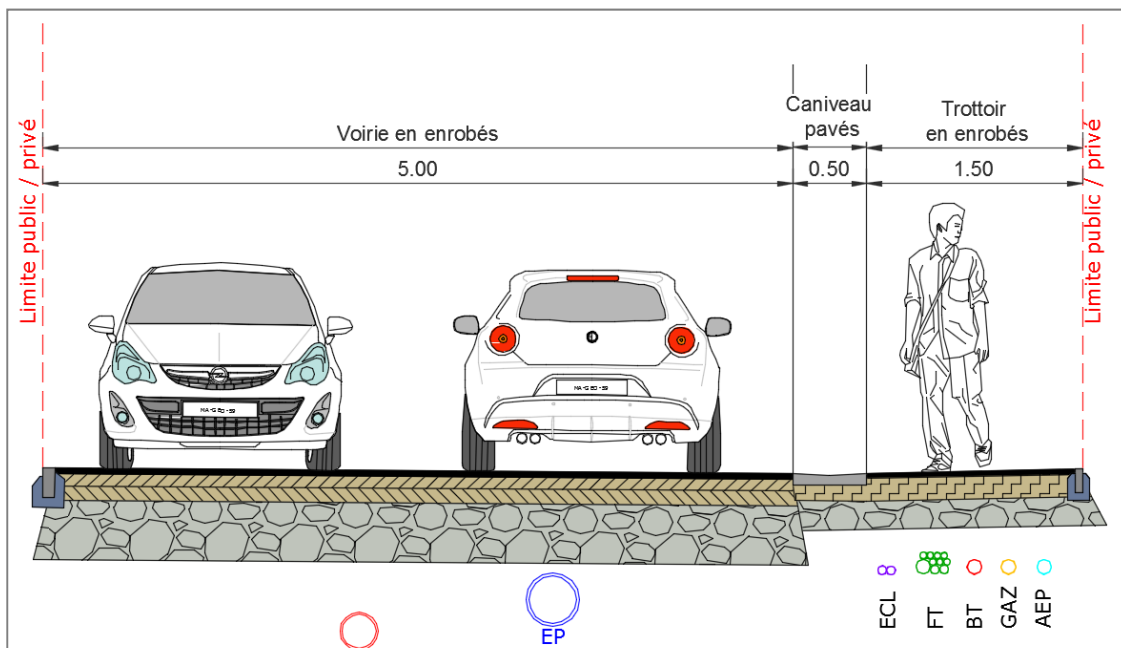 Limite public / privé
Voirie en enrobés
Caniveau
pavés
Trottoir
en enrobés
5.00
0.50
1.50
Limite public / privé
EP
ECL
FT
BT
GAZ
AEP